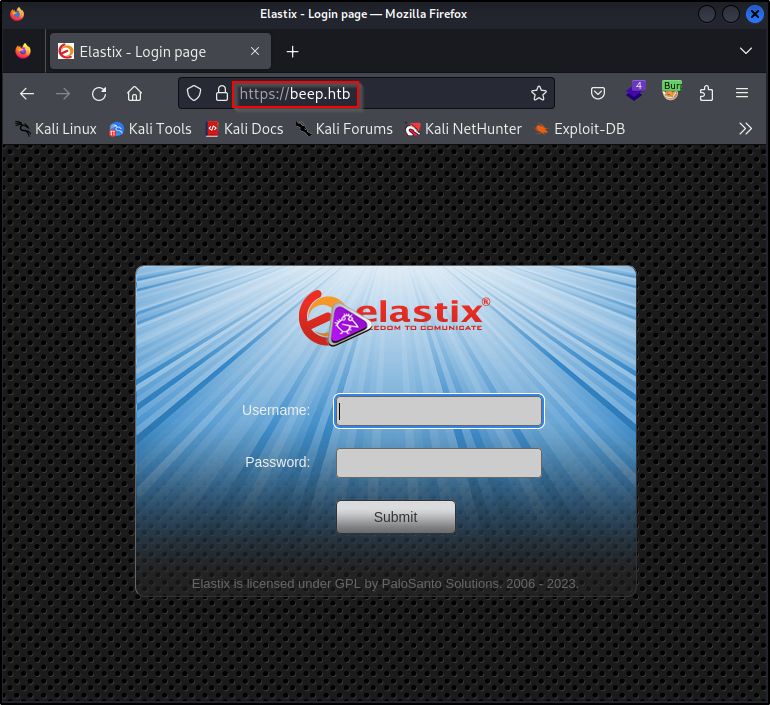 Elastix - Login page — Mozilla Firefox
Elastix - Login page
https://beep.htb
4
Burp
Kali Linux
Kali Tools
Kali Docs
Kali Forums
Kali NetHunter
Exploit-DB
elastix®
EDOM TO COMUNICATE
Username:
Password:
Submit
Elastix is licensed under GPL by PaloSanto Solutions. 2006 - 2023.